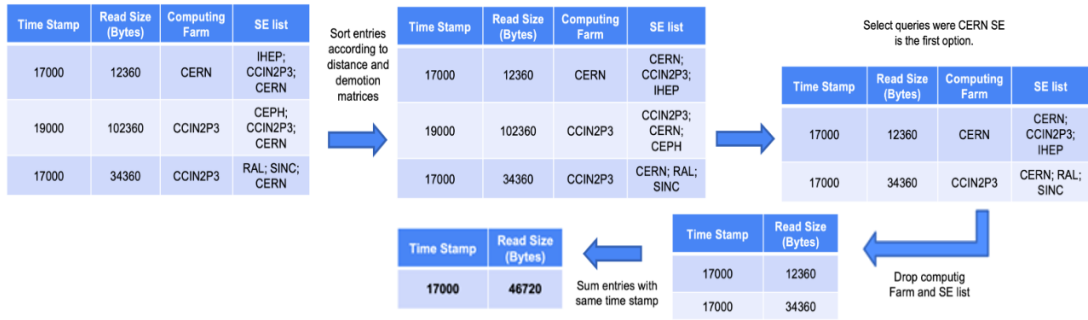 Time Stamp Read Size (Bytes) Computing Farm SE list
17000 12360 CERN IHEP; CCIN2P3; CERN
19000 102360 CCIN2P3 CEPH; CCIN2P3; CERN
17000 34360 CCIN2P3 RAL; SINC; CERN
Sort entries
according to
distance and
demotion
matrices
Time Stamp Read Size (Bytes) Computing Farm SE list
17000 12360 CERN CERN; CCIN2P3; IHEP
19000 102360 CCIN2P3 CCIN2P3; CERN; CEPH
17000 34360 CCIN2P3 CERN; RAL; SINC
Select queries were CERN SE
is the first option.
Time Stamp Read Size (Bytes) Computing Farm SE list
17000 12360 CERN CERN; CCIN2P3; IHEP
17000 34360 CCIN2P3 CERN; RAL; SINC
Drop computig
Farm and SE list
Time Stamp Read Size (Bytes)
17000 12360
17000 34360
Sum entries with
same time stamp
Time Stamp Read Size (Bytes)
17000 46720